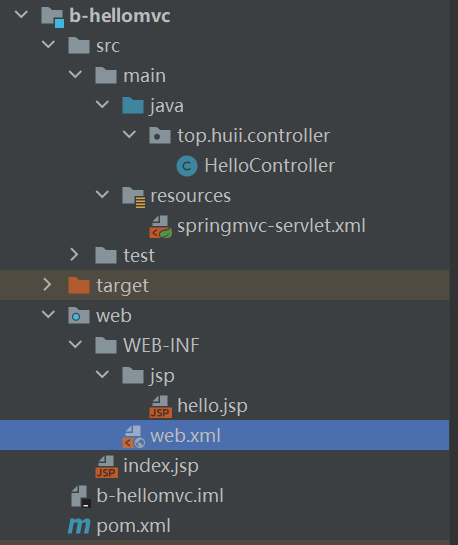 b-hellomvc
src
main
java
top.huii.controller
C HelloController
resources
springmvc-servlet.xml
test
target
web
WEB-INF
jsp
JSP hello.jsp
web.xml
JSP index.jsp
b-hellomvc.iml
m pom.xml